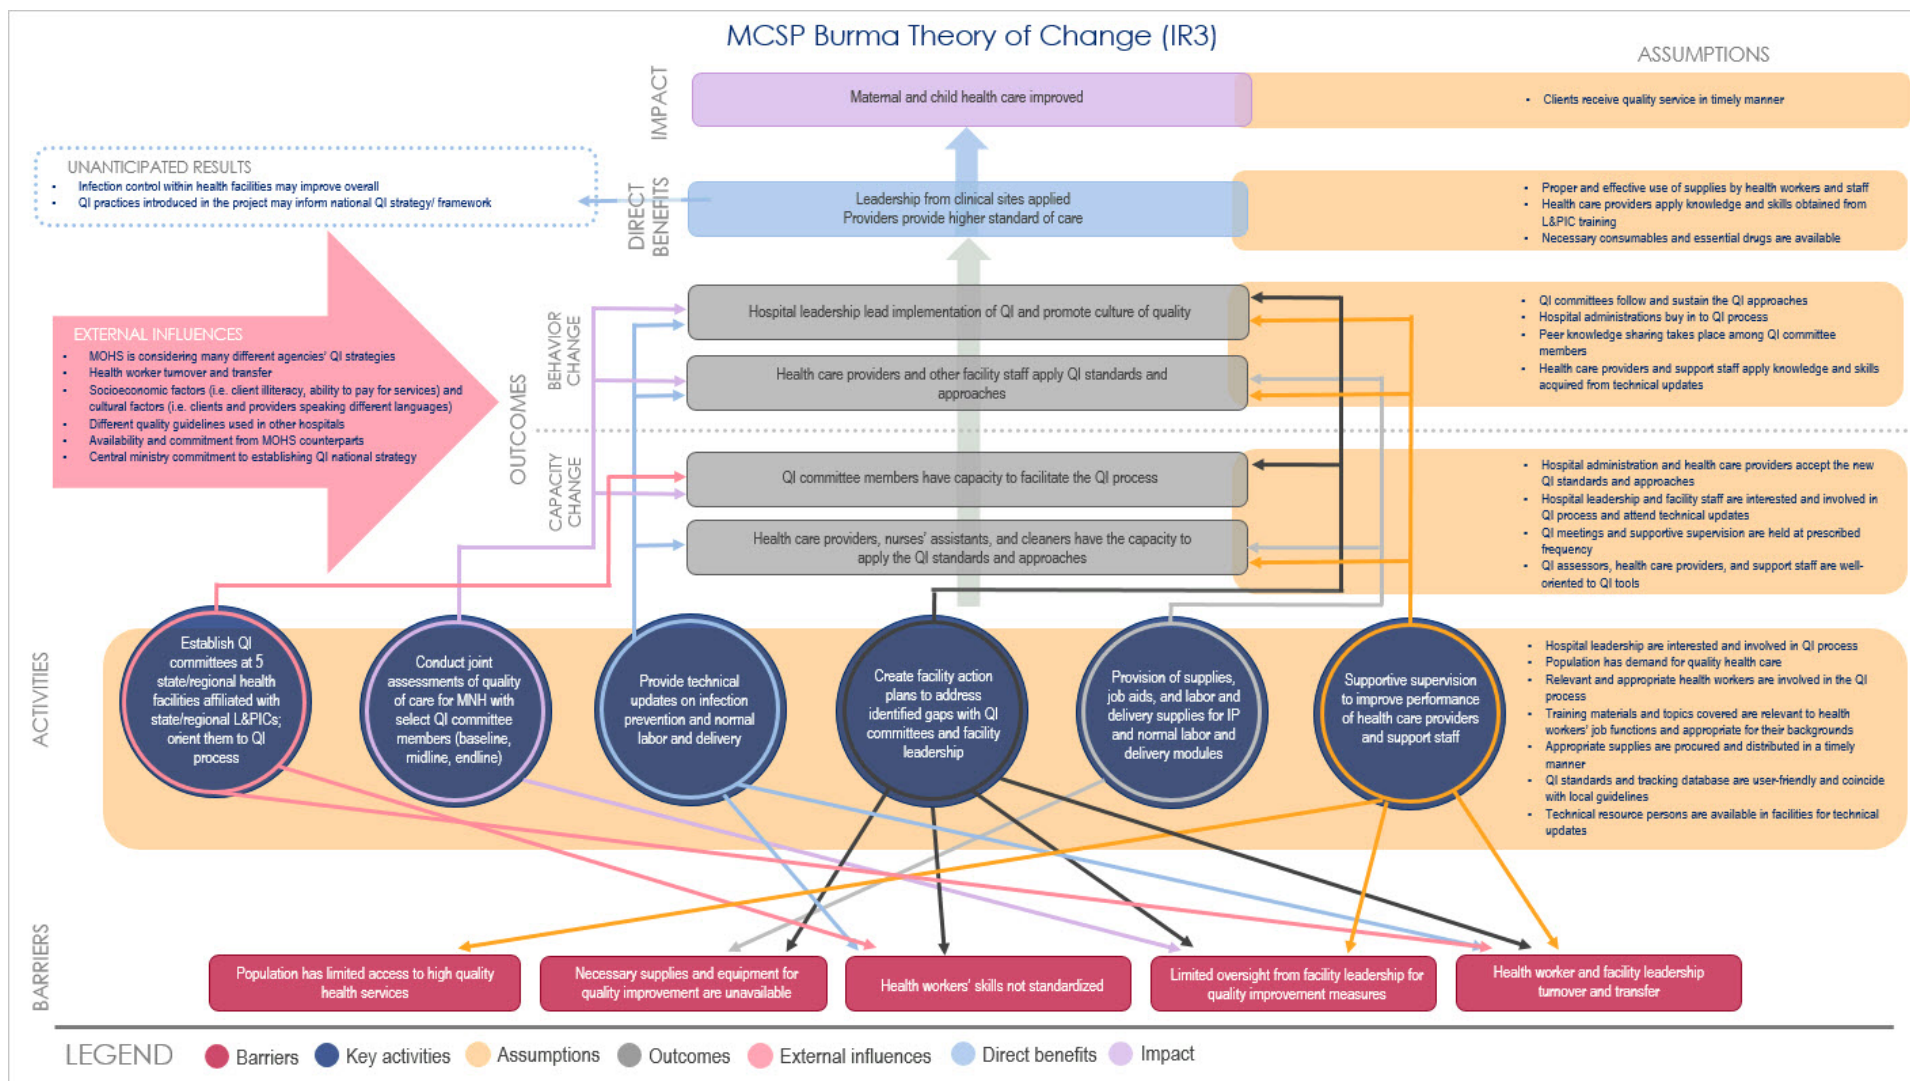 MCSP Burma Theory of Change (IR3)
ASSUMPTIONS
IMPACT
Maternal and child health care improved
• Clients receive quality service in timely manner
UNANTICIPATED RESULTS
• Infection control within health facilities may improve overall
• QI practices introduced in the project may inform national QI strategy/ framework
DIRECT
BENEFITS
Leadership from clinical sites applied
Providers provide higher standard of care
• Proper and effective use of supplies by health workers and staff
• Health care providers apply knowledge and skills obtained from
L&PIC training
• Necessary consumables and essential drugs are available
EXTERNAL INFLUENCES
• MOHS is considering many different agencies' QI strategies
• Health worker turnover and transfer
• Socioeconomic factors (i.e. client illiteracy, ability to pay for services) and
cultural factors (i.e. clients and providers speaking different languages)
• Different quality guidelines used in other hospitals
• Availability and commitment from MOHS counterparts
• Central ministry commitment to establishing QI national strategy
OUTCOMES
BEHAVIOR
CHANGE
Hospital leadership lead implementation of QI and promote culture of quality
Health care providers and other facility staff apply QI standards and
approaches
• QI committees follow and sustain the QI approaches
• Hospital administrations buy in to QI process
• Peer knowledge sharing takes place among QI committee
members
• Health care providers and support staff apply knowledge and skills
acquired from technical updates
CAPACITY
CHANGE
QI committee members have capacity to facilitate the QI process
Health care providers, nurses' assistants, and cleaners have the capacity to
apply the QI standards and approaches
• Hospital administration and health care providers accept the new
QI standards and approaches
• Hospital leadership and facility staff are interested and involved in
QI process and attend technical updates
• QI meetings and supportive supervision are held at prescribed
frequency
• QI assessors, health care providers, and support staff are well-
oriented to QI tools
ACTIVITIES
Establish QI
committees at 5
state/regional health
facilities affiliated with
state/regional L&PICs;
orient them to QI
process
Conduct joint
assessments of quality
of care for MNH with
select QI committee
members (baseline,
midline, endline)
Provide technical
updates on infection
prevention and normal
labor and delivery
Create facility action
plans to address
identified gaps with QI
committees and facility
leadership
Provision of supplies,
job aids, and labor and
delivery supplies for IP
and normal labor and
delivery modules
Supportive supervision
to improve performance
of health care providers
and support staff
• Hospital leadership are interested and involved in QI process
• Population has demand for quality health care
• Relevant and appropriate health workers are involved in the QI
process
• Training materials and topics covered are relevant to health
workers' job functions and appropriate for their backgrounds
• Appropriate supplies are procured and distributed in a timely
manner
• QI standards and tracking database are user-friendly and coincide
with local guidelines
• Technical resource persons are available in facilities for technical
updates
BARRIERS
Population has limited access to high quality
health services
Necessary supplies and equipment for
quality improvement are unavailable
Health workers' skills not standardized
Limited oversight from facility leadership for
quality improvement measures
Health worker and facility leadership
turnover and transfer
LEGEND
Barriers
Key activities
Assumptions
Outcomes
External influences
Direct benefits
Impact